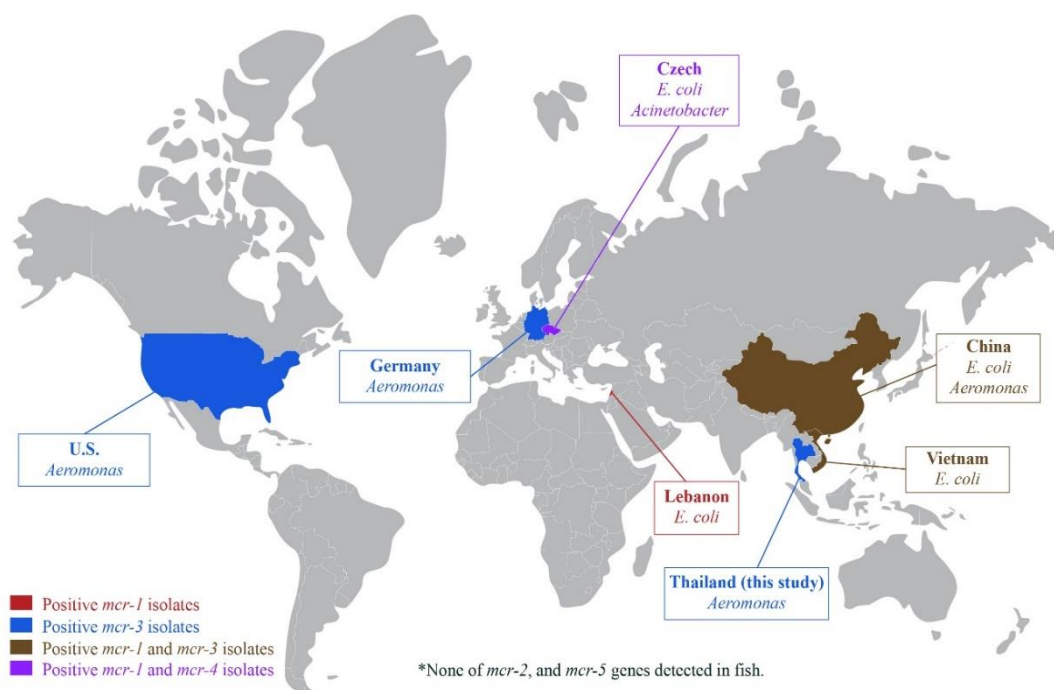 Czech
E. coli
Acinetobacter
Germany
Aeromonas
U.S.
Aeromonas
China
E. coli
Aeromonas
Vietnam
E. coli
Lebanon
E. coli
Thailand (this study)
Aeromonas
Positive mcr-1 isolates
Positive mcr-3 isolates
Positive mcr-1 and mcr-3 isolates
Positive mcr-1 and mcr-4 isolates
*None of mcr-2, and mcr-5 genes detected in fish.